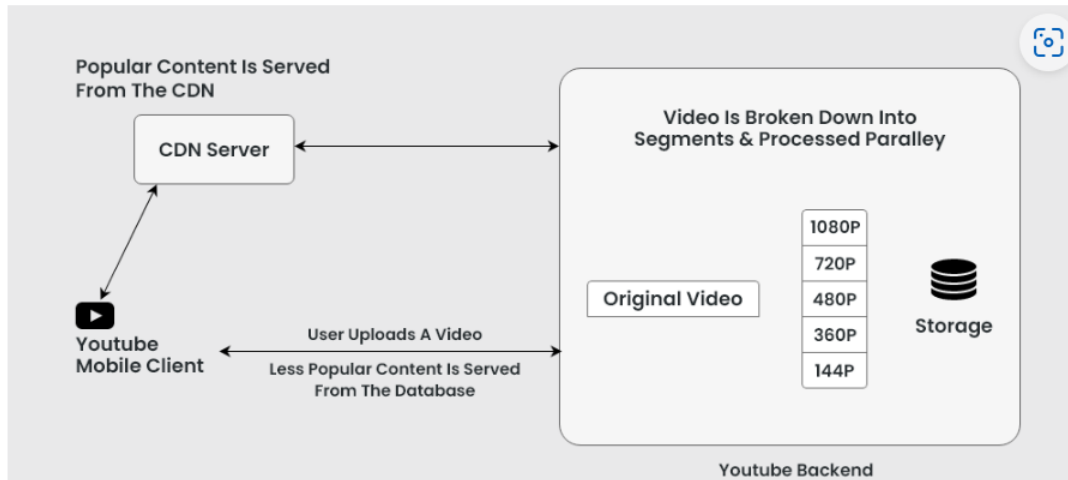 Popular Content Is Served
From The CDN
CDN Server
Youtube
Mobile Client
User Uploads A Video
Less Popular Content Is Served
From The Database
Video Is Broken Down Into
Segments & Processed Paralley
Original Video
1080P
720P
480P
360P
144P
Storage
Youtube Backend